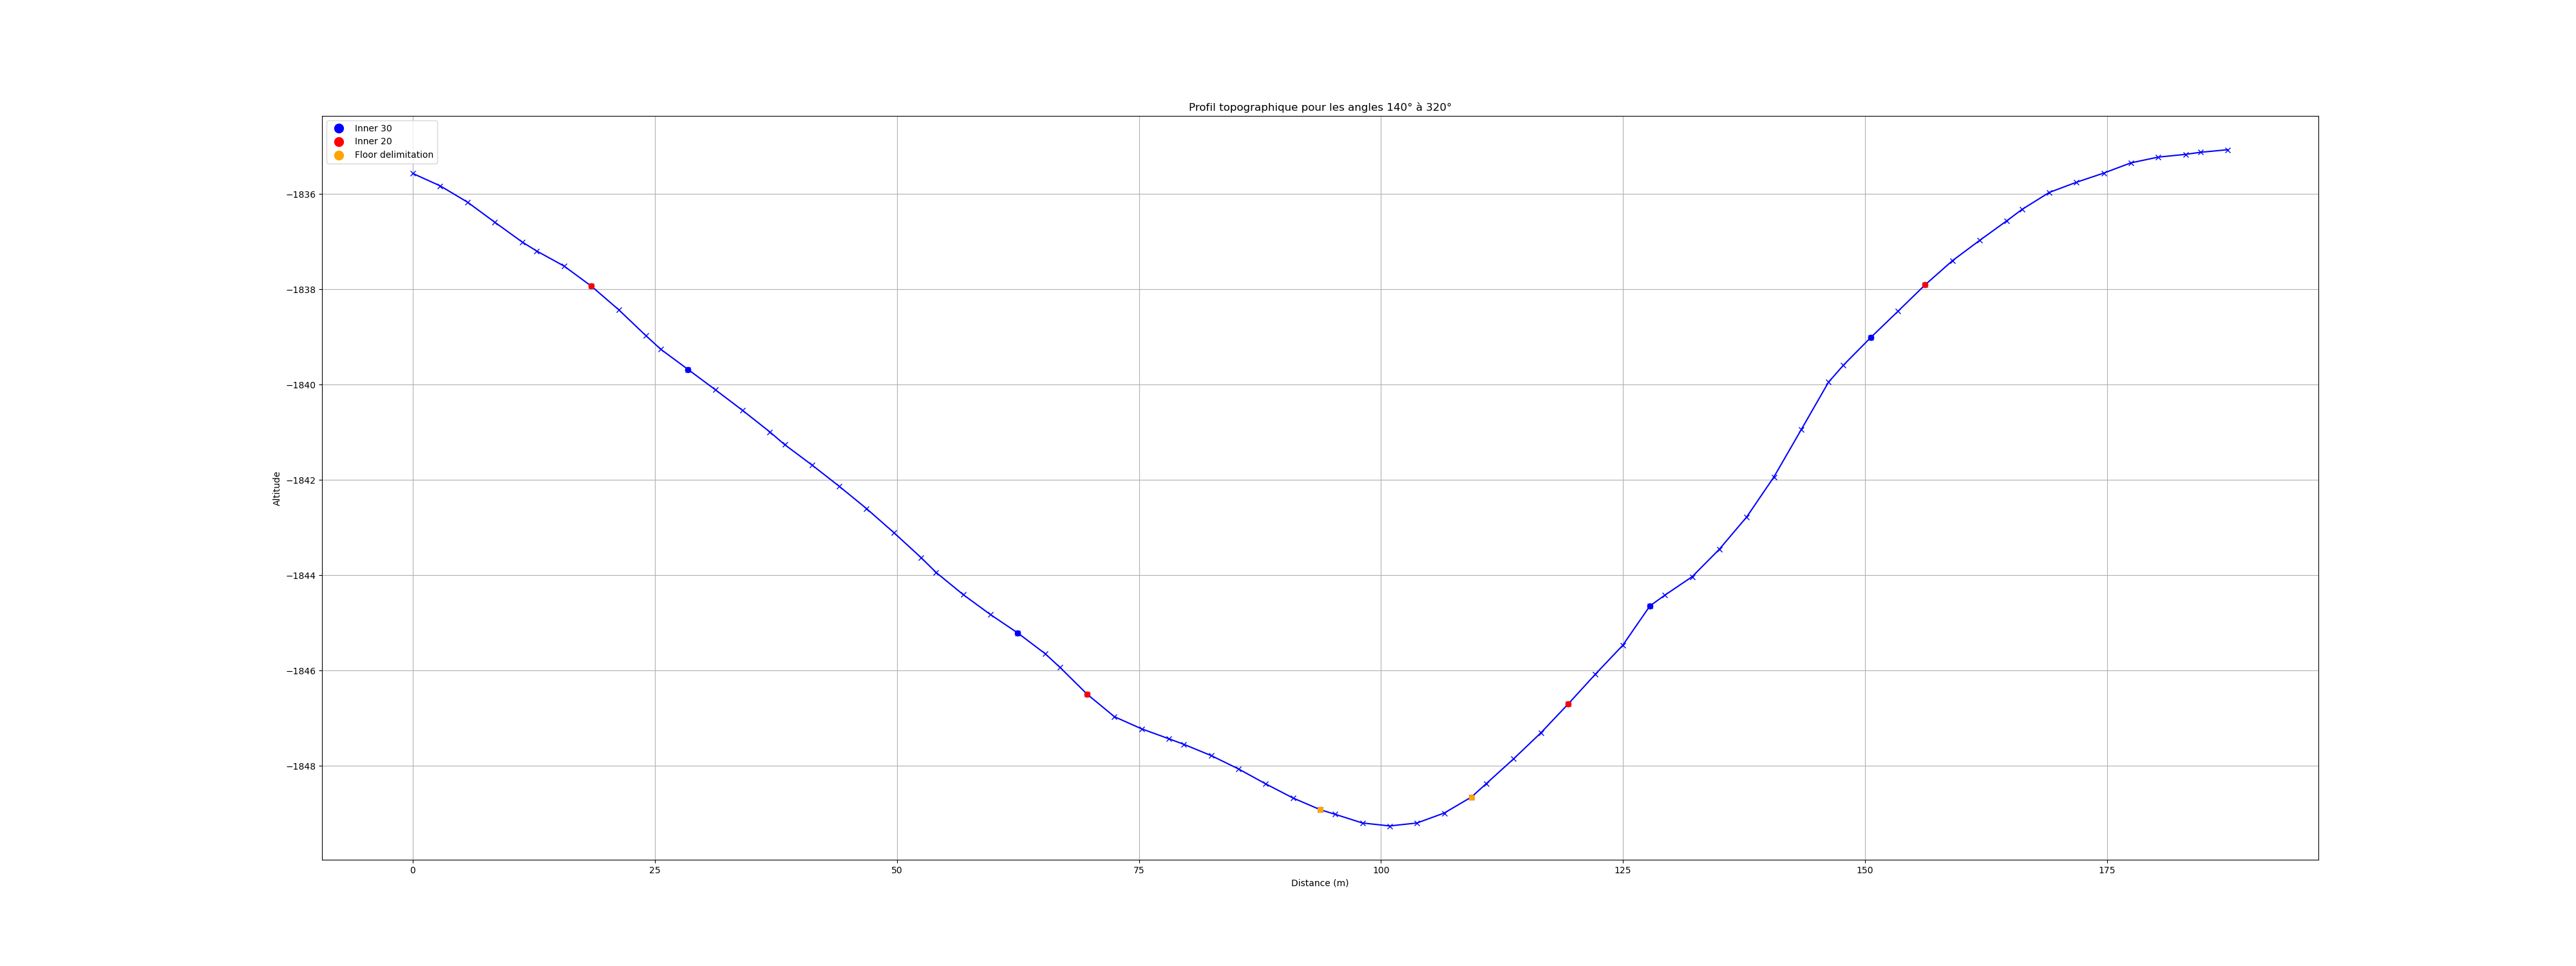 Profil topographique pour les angles 140° à 320°
Inner 30
Inner 20
Floor delimitation
−1836
−1838
−1840
−1842
−1844
−1846
−1848
Altitude
0 25 50 75 100 125 150 175
Distance (m)